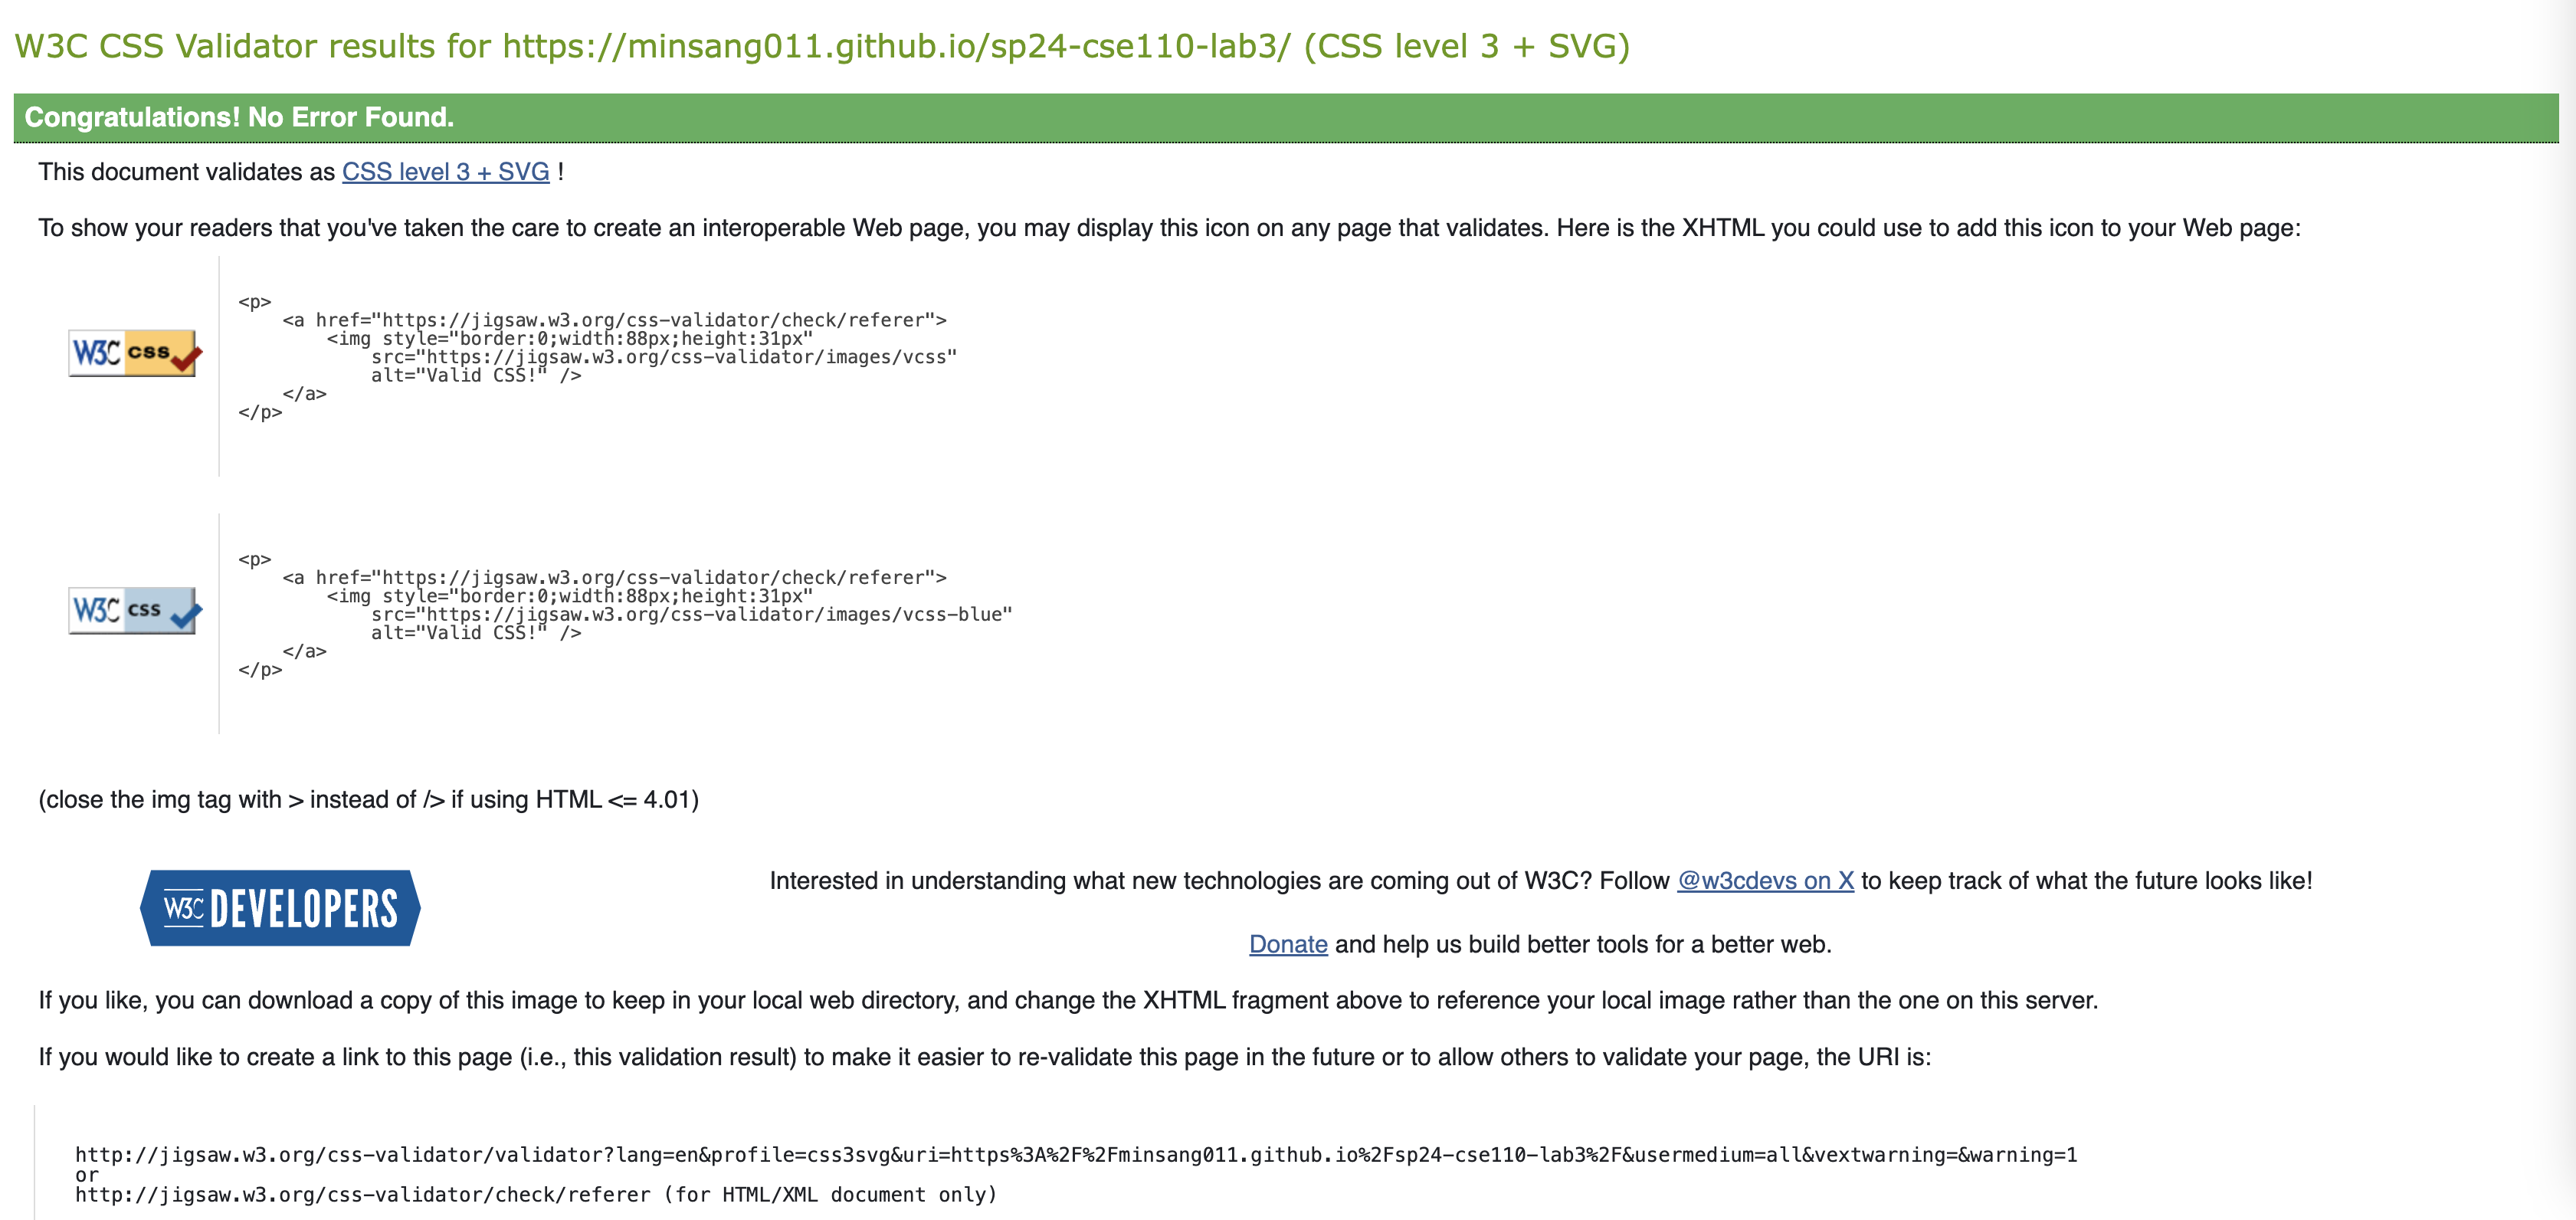 W3C CSS Validator results for https://minsang011.github.io/sp24-cse110-lab3/ (CSS level 3 + SVG)
Congratulations! No Error Found.
This document validates as CSS level 3 + SVG !
To show your readers that you've taken the care to create an interoperable Web page, you may display this icon on any page that validates. Here is the XHTML you could use to add this icon to your Web page:
W3C css
<p>
    <a href="https://jigsaw.w3.org/css-validator/check/referer">
        <img style="border:0;width:88px;height:31px"
            src="https://jigsaw.w3.org/css-validator/images/vcss"
            alt="Valid CSS!" />
    </a>
</p>
W3C css
<p>
    <a href="https://jigsaw.w3.org/css-validator/check/referer">
        <img style="border:0;width:88px;height:31px"
            src="https://jigsaw.w3.org/css-validator/images/vcss-blue"
            alt="Valid CSS!" />
    </a>
</p>
(close the img tag with > instead of /> if using HTML <= 4.01)
W3C DEVELOPERS
Interested in understanding what new technologies are coming out of W3C? Follow @w3cdevs on X to keep track of what the future looks like!
Donate and help us build better tools for a better web.
If you like, you can download a copy of this image to keep in your local web directory, and change the XHTML fragment above to reference your local image rather than the one on this server.
If you would like to create a link to this page (i.e., this validation result) to make it easier to re-validate this page in the future or to allow others to validate your page, the URI is:
http://jigsaw.w3.org/css-validator/validator?lang=en&profile=css3svg&uri=https%3A%2F%2Fminsang011.github.io%2Fsp24-cse110-lab3%2F&usermedium=all&vextwarning=&warning=1
or
http://jigsaw.w3.org/css-validator/check/referer (for HTML/XML document only)